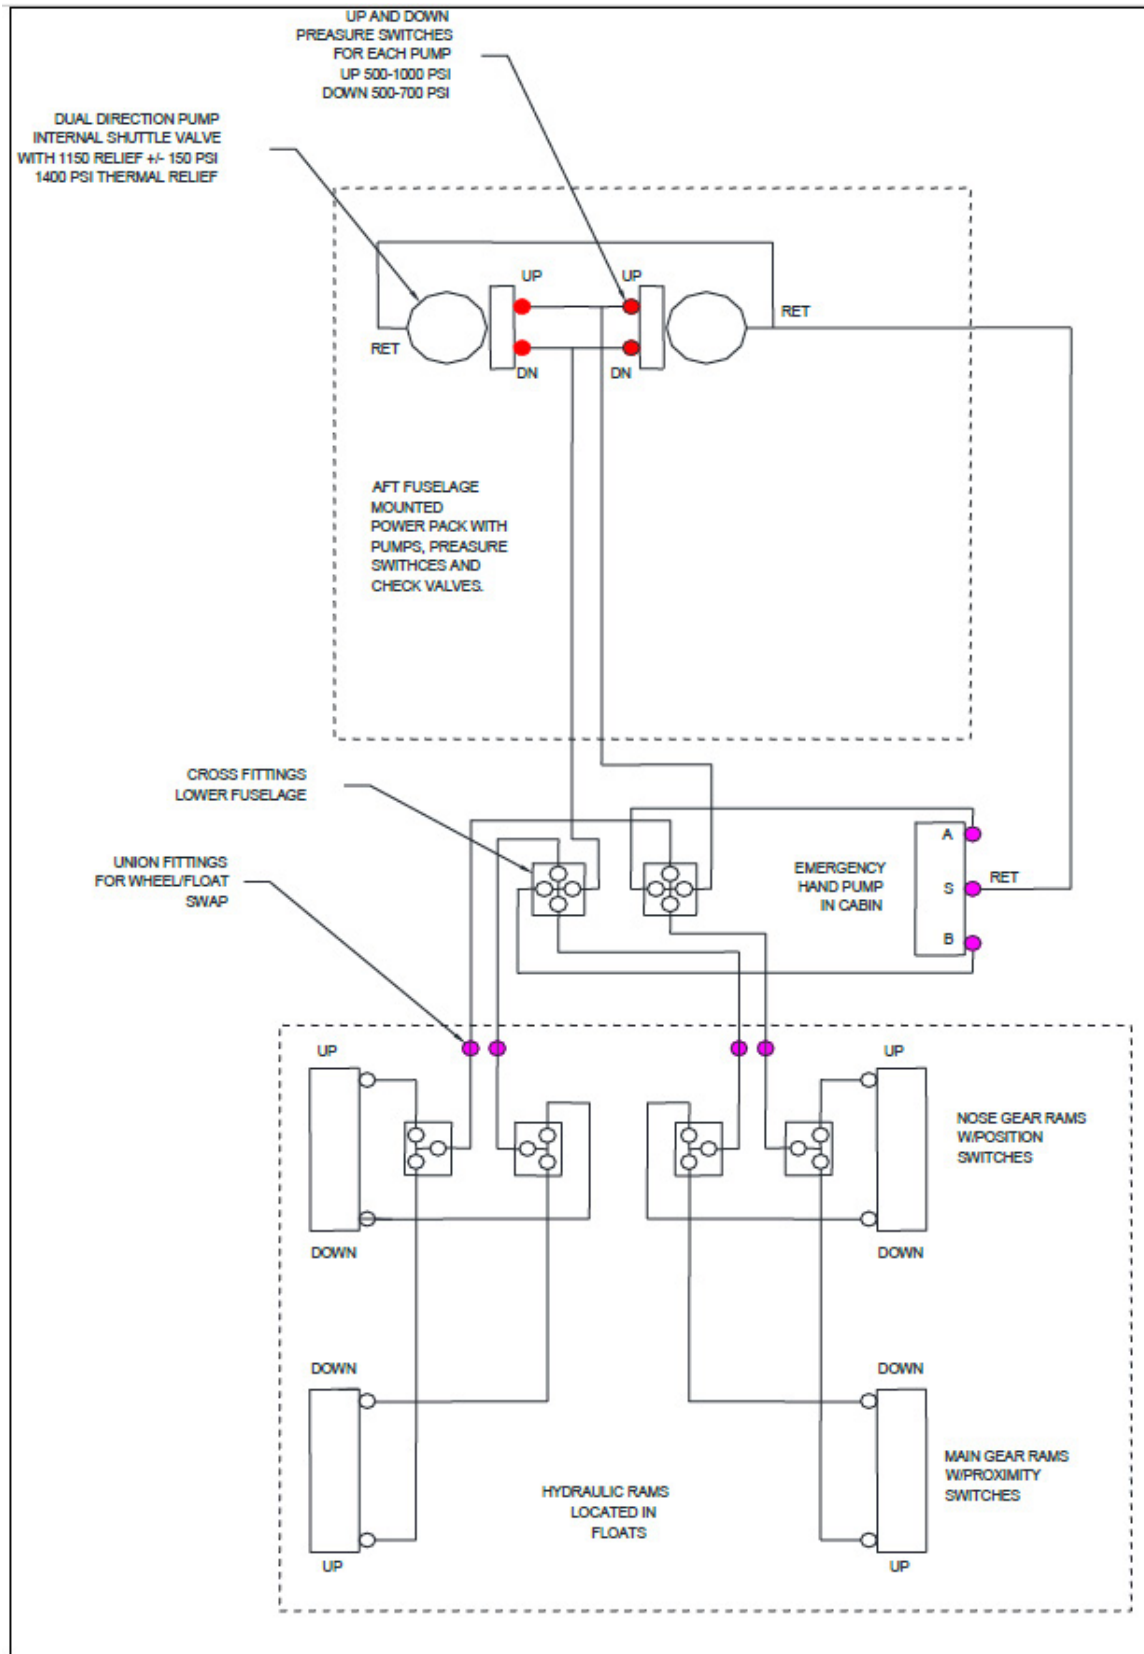 UP AND DOWN
PREASURE SWITCHES
FOR EACH PUMP
UP 500-1000 PSI
DOWN 500-700 PSI
DUAL DIRECTION PUMP
INTERNAL SHUTTLE VALVE
WITH 1150 RELIEF +/- 150 PSI
1400 PSI THERMAL RELIEF
UP
UP
RET
RET
DN
DN
AFT FUSELAGE
MOUNTED
POWER PACK WITH
PUMPS, PREASURE
SWITHCES AND
CHECK VALVES.
CROSS FITTINGS
LOWER FUSELAGE
UNION FITTINGS
FOR WHEEL/FLOAT
SWAP
EMERGENCY
HAND PUMP
IN CABIN
A
S
B
RET
UP
UP
NOSE GEAR RAMS
W/POSITION
SWITCHES
DOWN
DOWN
DOWN
DOWN
MAIN GEAR RAMS
W/PROXIMITY
SWITCHES
HYDRAULIC RAMS
LOCATED IN
FLOATS
UP
UP